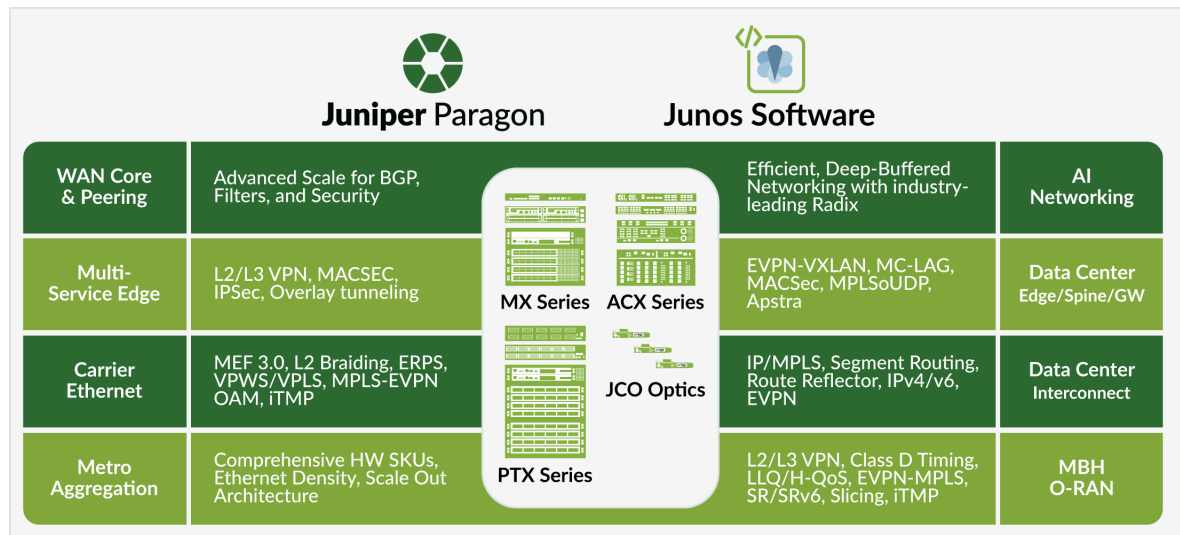 Juniper Paragon
Junos Software
WAN Core
& Peering
Advanced Scale for BGP,
Filters, and Security
Efficient, Deep-Buffered
Networking with industry-
leading Radix
AI
Networking
Multi-
Service Edge
L2/L3 VPN, MACSEC,
IPSec, Overlay tunneling
MX Series
ACX Series
EVPN-VXLAN, MC-LAG,
MACSec, MPLSoUDP,
Apstra
Data Center
Edge/Spine/GW
Carrier
Ethernet
MEF 3.0, L2 Braiding, ERPS,
VPWS/VPLS, MPLS-EVPN
OAM, iTMP
JCO Optics
IP/MPLS, Segment Routing,
Route Reflector, IPv4/v6,
EVPN
Data Center
Interconnect
Metro
Aggregation
Comprehensive HW SKUs,
Ethernet Density, Scale Out
Architecture
PTX Series
L2/L3 VPN, Class D Timing,
LLQ/H-QoS, EVPN-MPLS,
SR/SRv6, Slicing, iTMP
MBH
O-RAN